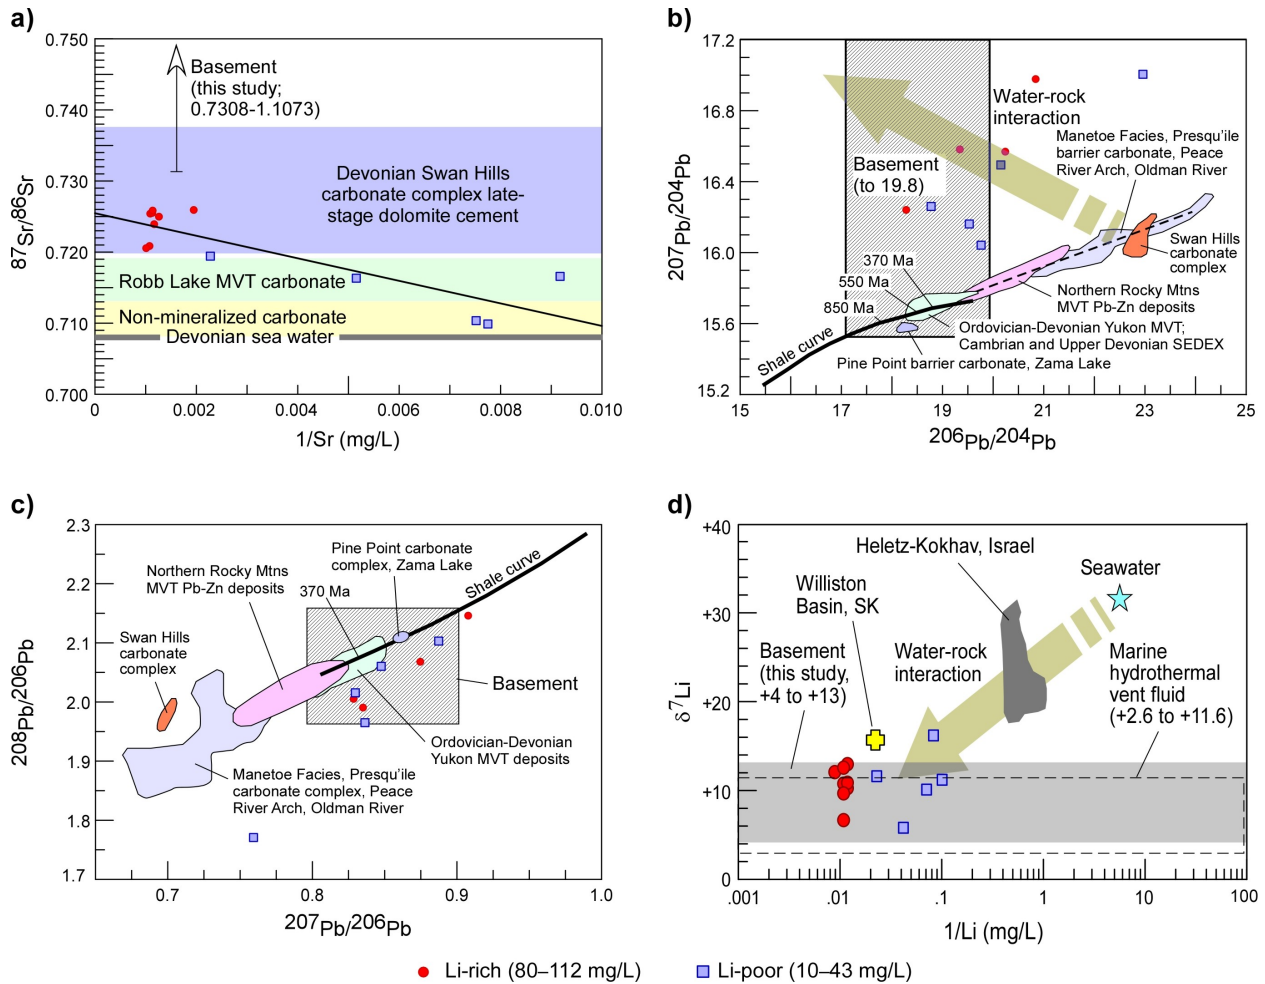 a)
0.750
0.740
0.730
0.720
0.710
0.700
87Sr/86Sr
Basement
(this study;
0.7308-1.1073)
Devonian Swan Hills
carbonate complex late-
stage dolomite cement
Robb Lake MVT carbonate
Non-mineralized carbonate
Devonian sea water
0
0.002
0.004
0.006
0.008
0.010
1/Sr (mg/L)
b)
17.2
16.8
16.4
16.0
15.6
15.2
207Pb/204Pb
Water-rock
interaction
Basement
(to 19.8)
Manetoe Facies, Presqu'ile
barrier carbonate, Peace
River Arch, Oldman River
Swan Hills
carbonate
complex
370 Ma
550 Ma
850 Ma
Northern Rocky Mtns
MVT Pb-Zn deposits
Ordovician-Devonian Yukon MVT;
Cambrian and Upper Devonian SEDEX
Shale curve
Pine Point barrier carbonate, Zama Lake
15
17
19
21
23
25
206Pb/204Pb
c)
2.3
2.2
2.1
2.0
1.9
1.8
1.7
208Pb/206Pb
Pine Point carbonate
complex, Zama Lake
Northern Rocky Mtns
MVT Pb-Zn deposits
370 Ma
Shale curve
Swan Hills
carbonate
complex
Basement
Ordovician-Devonian
Yukon MVT deposits
Manetoe Facies, Presqu'ile
carbonate complex, Peace
River Arch, Oldman River
0.7
0.8
0.9
1.0
207Pb/206Pb
d)
+40
+30
+20
+10
0
δ7Li
Heletz-Kokhav, Israel
Seawater
Williston
Basin, SK
Basement
(this study,
+4 to +13)
Water-rock
interaction
Marine
hydrothermal
vent fluid
(+2.6 to +11.6)
.001
.01
.1
1
10
100
1/Li (mg/L)
Li-rich (80–112 mg/L)
Li-poor (10–43 mg/L)